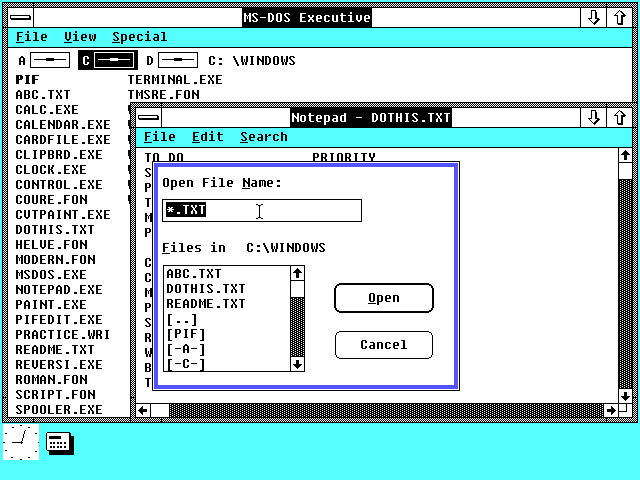 MS-DOS Executive
File View Special
A C D C: \WINDOWS
PIF TERMINAL.EXE
ABC.TXT TMSRE.FON
CALC.EXE
CALENDAR.EXE
CARDFILE.EXE
CLIPBRD.EXE
CLOCK.EXE
CONTROL.EXE
COURE.FON
CVTPAINT.EXE
DOTHIS.TXT
HELVE.FON
MODERN.FON
MSDOS.EXE
NOTEPAD.EXE
PAINT.EXE
PIFEDIT.EXE
PRACTICE.WRI
README.TXT
REVERSI.EXE
ROMAN.FON
SCRIPT.FON
SPOOLER.EXE
Notepad - DOTHIS.TXT
File Edit Search
TO DO PRIORITY
Open File Name:
*.TXT
Files in C:\WINDOWS
ABC.TXT
DOTHIS.TXT
README.TXT
[..]
[PIF]
[-A-]
[-C-]
Open
Cancel